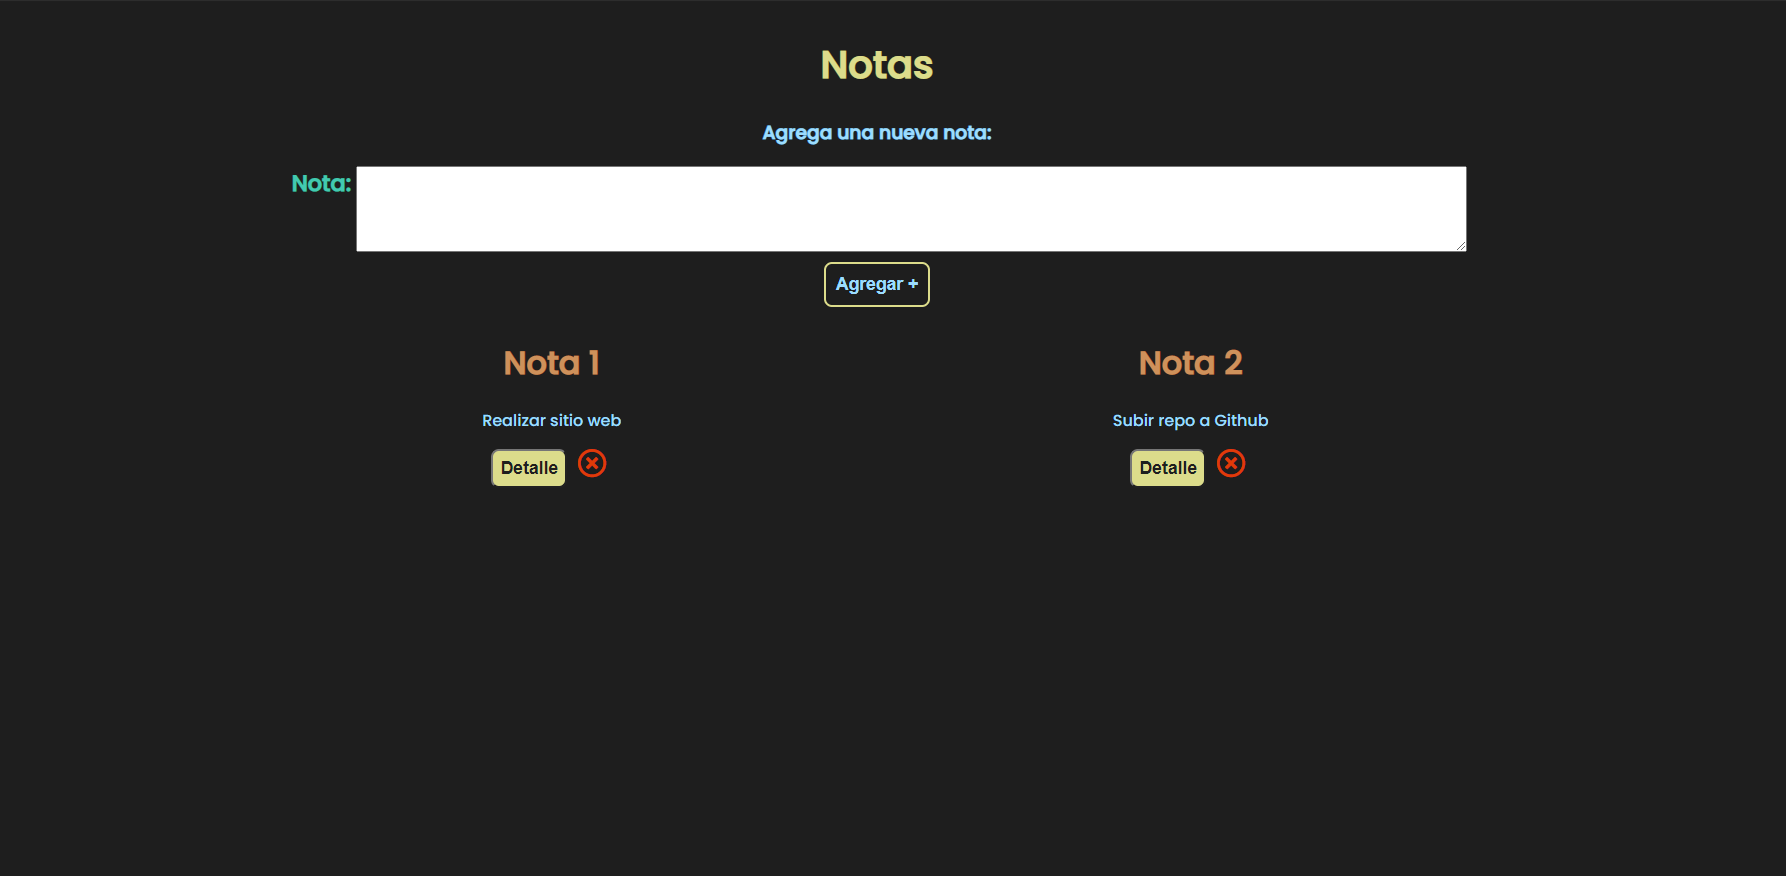 Notas
Agrega una nueva nota:
Nota:
Agregar +
Nota 1
Realizar sitio web
Detalle
Nota 2
Subir repo a Github
Detalle